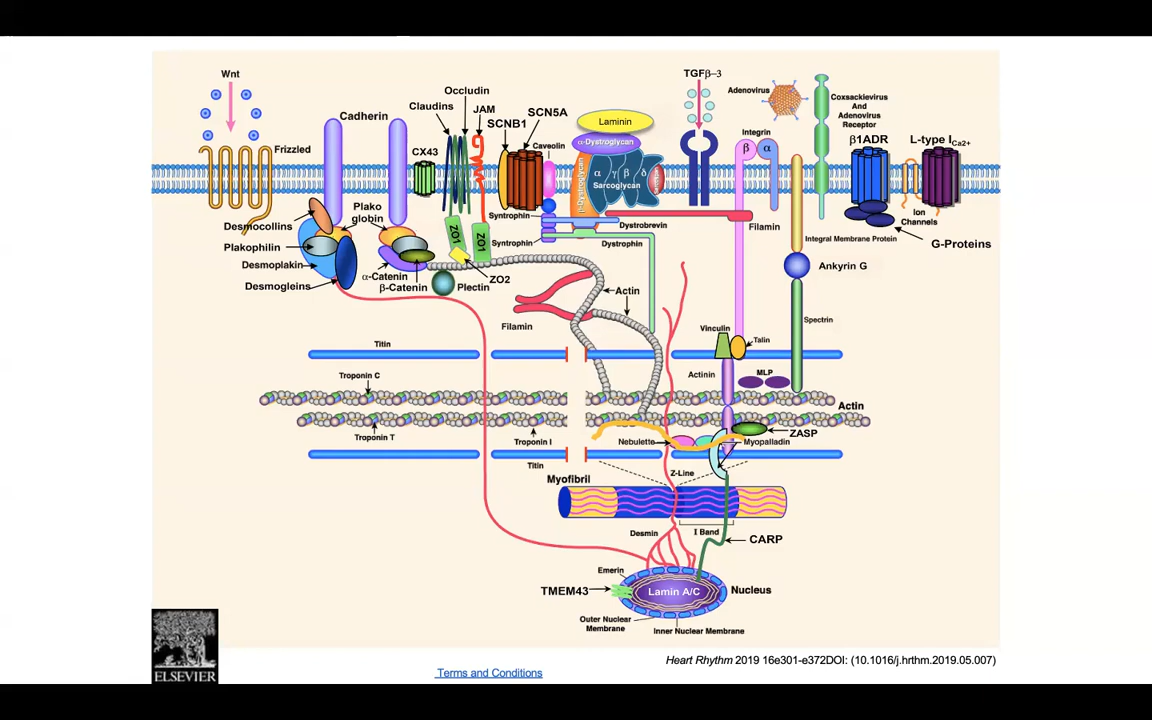 Wnt
Frizzled
Cadherin
CX43
Claudins
Occludin
JAM
SCNB1
SCN5A
Caveolin
Laminin
α-Dystroglycan
β-Dystroglycan
α γ β δ
Sarcoglycan
TGFβ–3
Adenovirus
Coxsackievirus
And
Adenovirus
Receptor
Integrin
β α
β1ADR
L-type I Ca2+
Ion
Channels
G-Proteins
Integral Membrane Protein
Filamin
Syntrophin
Dystrobrevin
Syntrophin
Dystrophin
Desmocollins
Plako
globin
Plakophilin
Desmoplakin
Desmogleins
α-Catenin
β-Catenin
ZO1
ZO1
ZO2
Plectin
Ankyrin G
Actin
Filamin
Spectrin
Vinculin
Talin
Titin
Actinin
MLP
Troponin C
Actin
Troponin T
Troponin I
Nebulette
ZASP
Myopalladin
Titin
Z-Line
Myofibril
Desmin
I Band
CARP
Emerin
TMEM43
Lamin A/C
Nucleus
Outer Nuclear
Membrane
Inner Nuclear Membrane
ELSEVIER
Heart Rhythm 2019 16e301-e372DOI: (10.1016/j.hrthm.2019.05.007)
Terms and Conditions